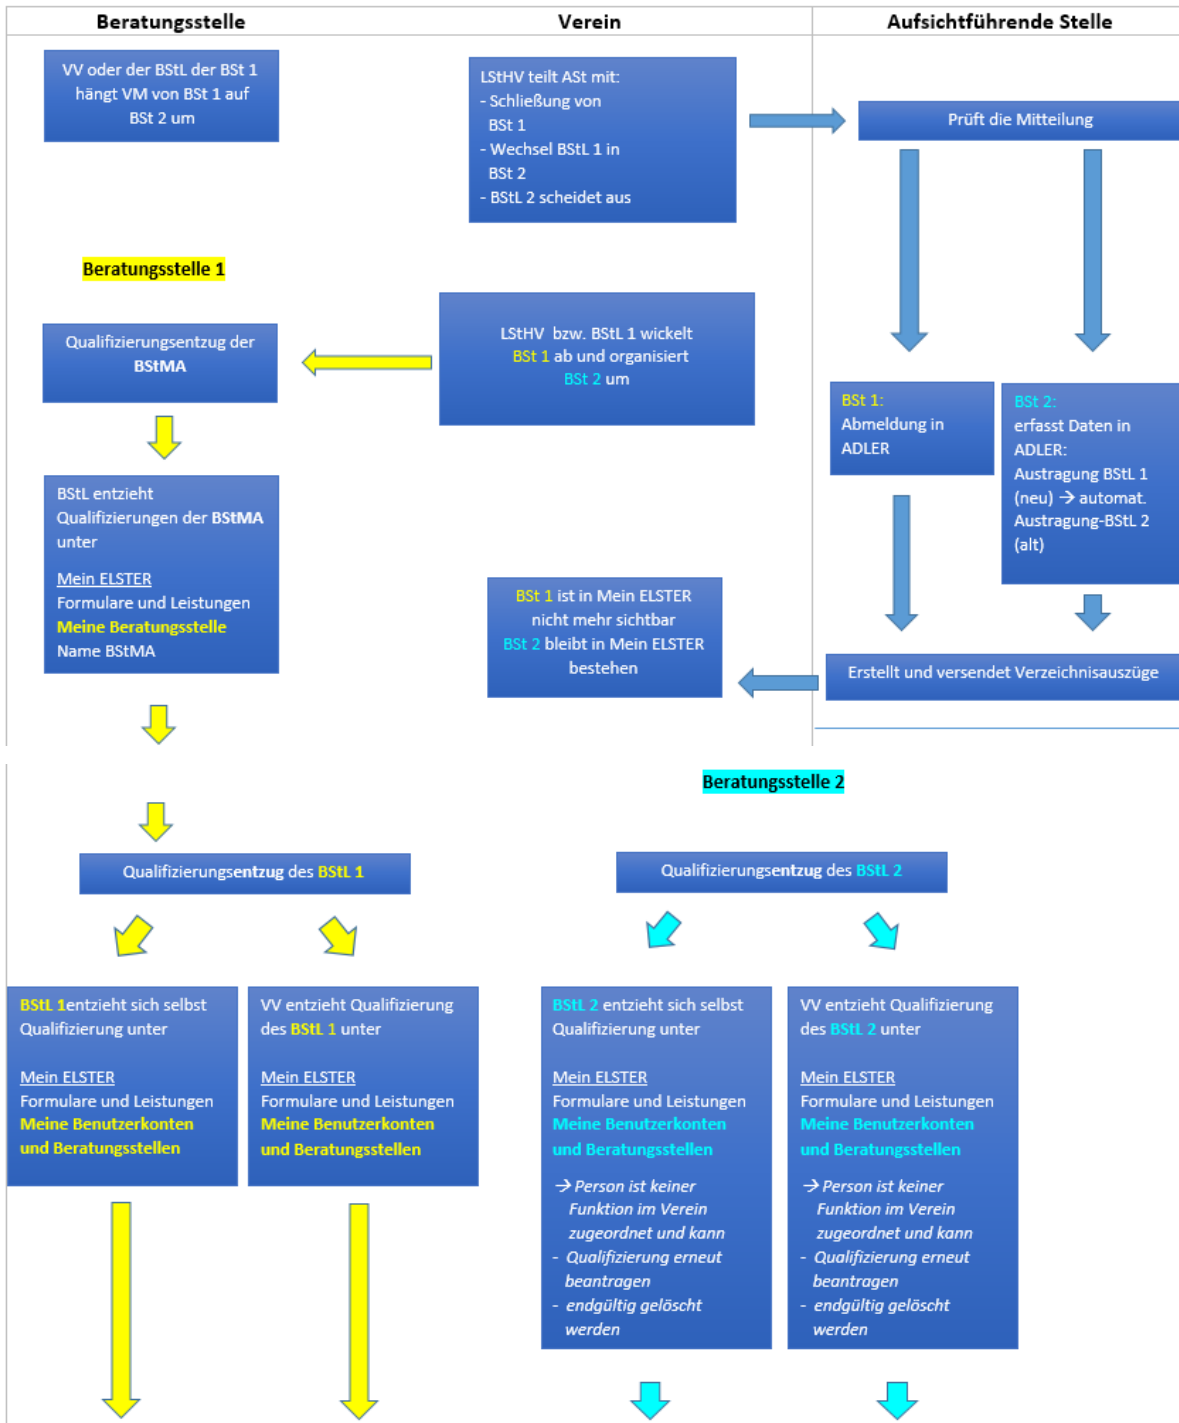 Beratungsstelle
Verein
Aufsichtführende Stelle
VV oder der BStL der BSt 1
hängt VM von BSt 1 auf
BSt 2 um
LStHV teilt ASt mit:
- Schließung von
BSt 1
- Wechsel BStL 1 in
BSt 2
- BStL 2 scheidet aus
Prüft die Mitteilung
Beratungsstelle 1
Qualifizierungsentzug der
BStMA
LStHV bzw. BStL 1 wickelt
BSt 1 ab und organisiert
BSt 2 um
BSt 1:
Abmeldung in
ADLER
BSt 2:
erfasst Daten in
ADLER:
Austragung BStL 1
(neu) → automat.
Austragung-BStL 2
(alt)
BStL entzieht
Qualifizierungen der BStMA
unter
Mein ELSTER
Formulare und Leistungen
Meine Beratungsstelle
Name BStMA
BSt 1 ist in Mein ELSTER
nicht mehr sichtbar
BSt 2 bleibt in Mein ELSTER
bestehen
Erstellt und versendet Verzeichnisauszüge
Beratungsstelle 2
Qualifizierungsentzug des BStL 1
Qualifizierungsentzug des BStL 2
BStL 1entzieht sich selbst
Qualifizierung unter
Mein ELSTER
Formulare und Leistungen
Meine Benutzerkonten
und Beratungsstellen
VV entzieht Qualifizierung
des BStL 1 unter
Mein ELSTER
Formulare und Leistungen
Meine Benutzerkonten
und Beratungsstellen
BStL 2 entzieht sich selbst
Qualifizierung unter
Mein ELSTER
Formulare und Leistungen
Meine Benutzerkonten
und Beratungsstellen
→ Person ist keiner
Funktion im Verein
zugeordnet und kann
- Qualifizierung erneut
beantragen
- endgültig gelöscht
werden
VV entzieht Qualifizierung
des BStL 2 unter
Mein ELSTER
Formulare und Leistungen
Meine Benutzerkonten
und Beratungsstellen
→ Person ist keiner
Funktion im Verein
zugeordnet und kann
- Qualifizierung erneut
beantragen
- endgültig gelöscht
werden